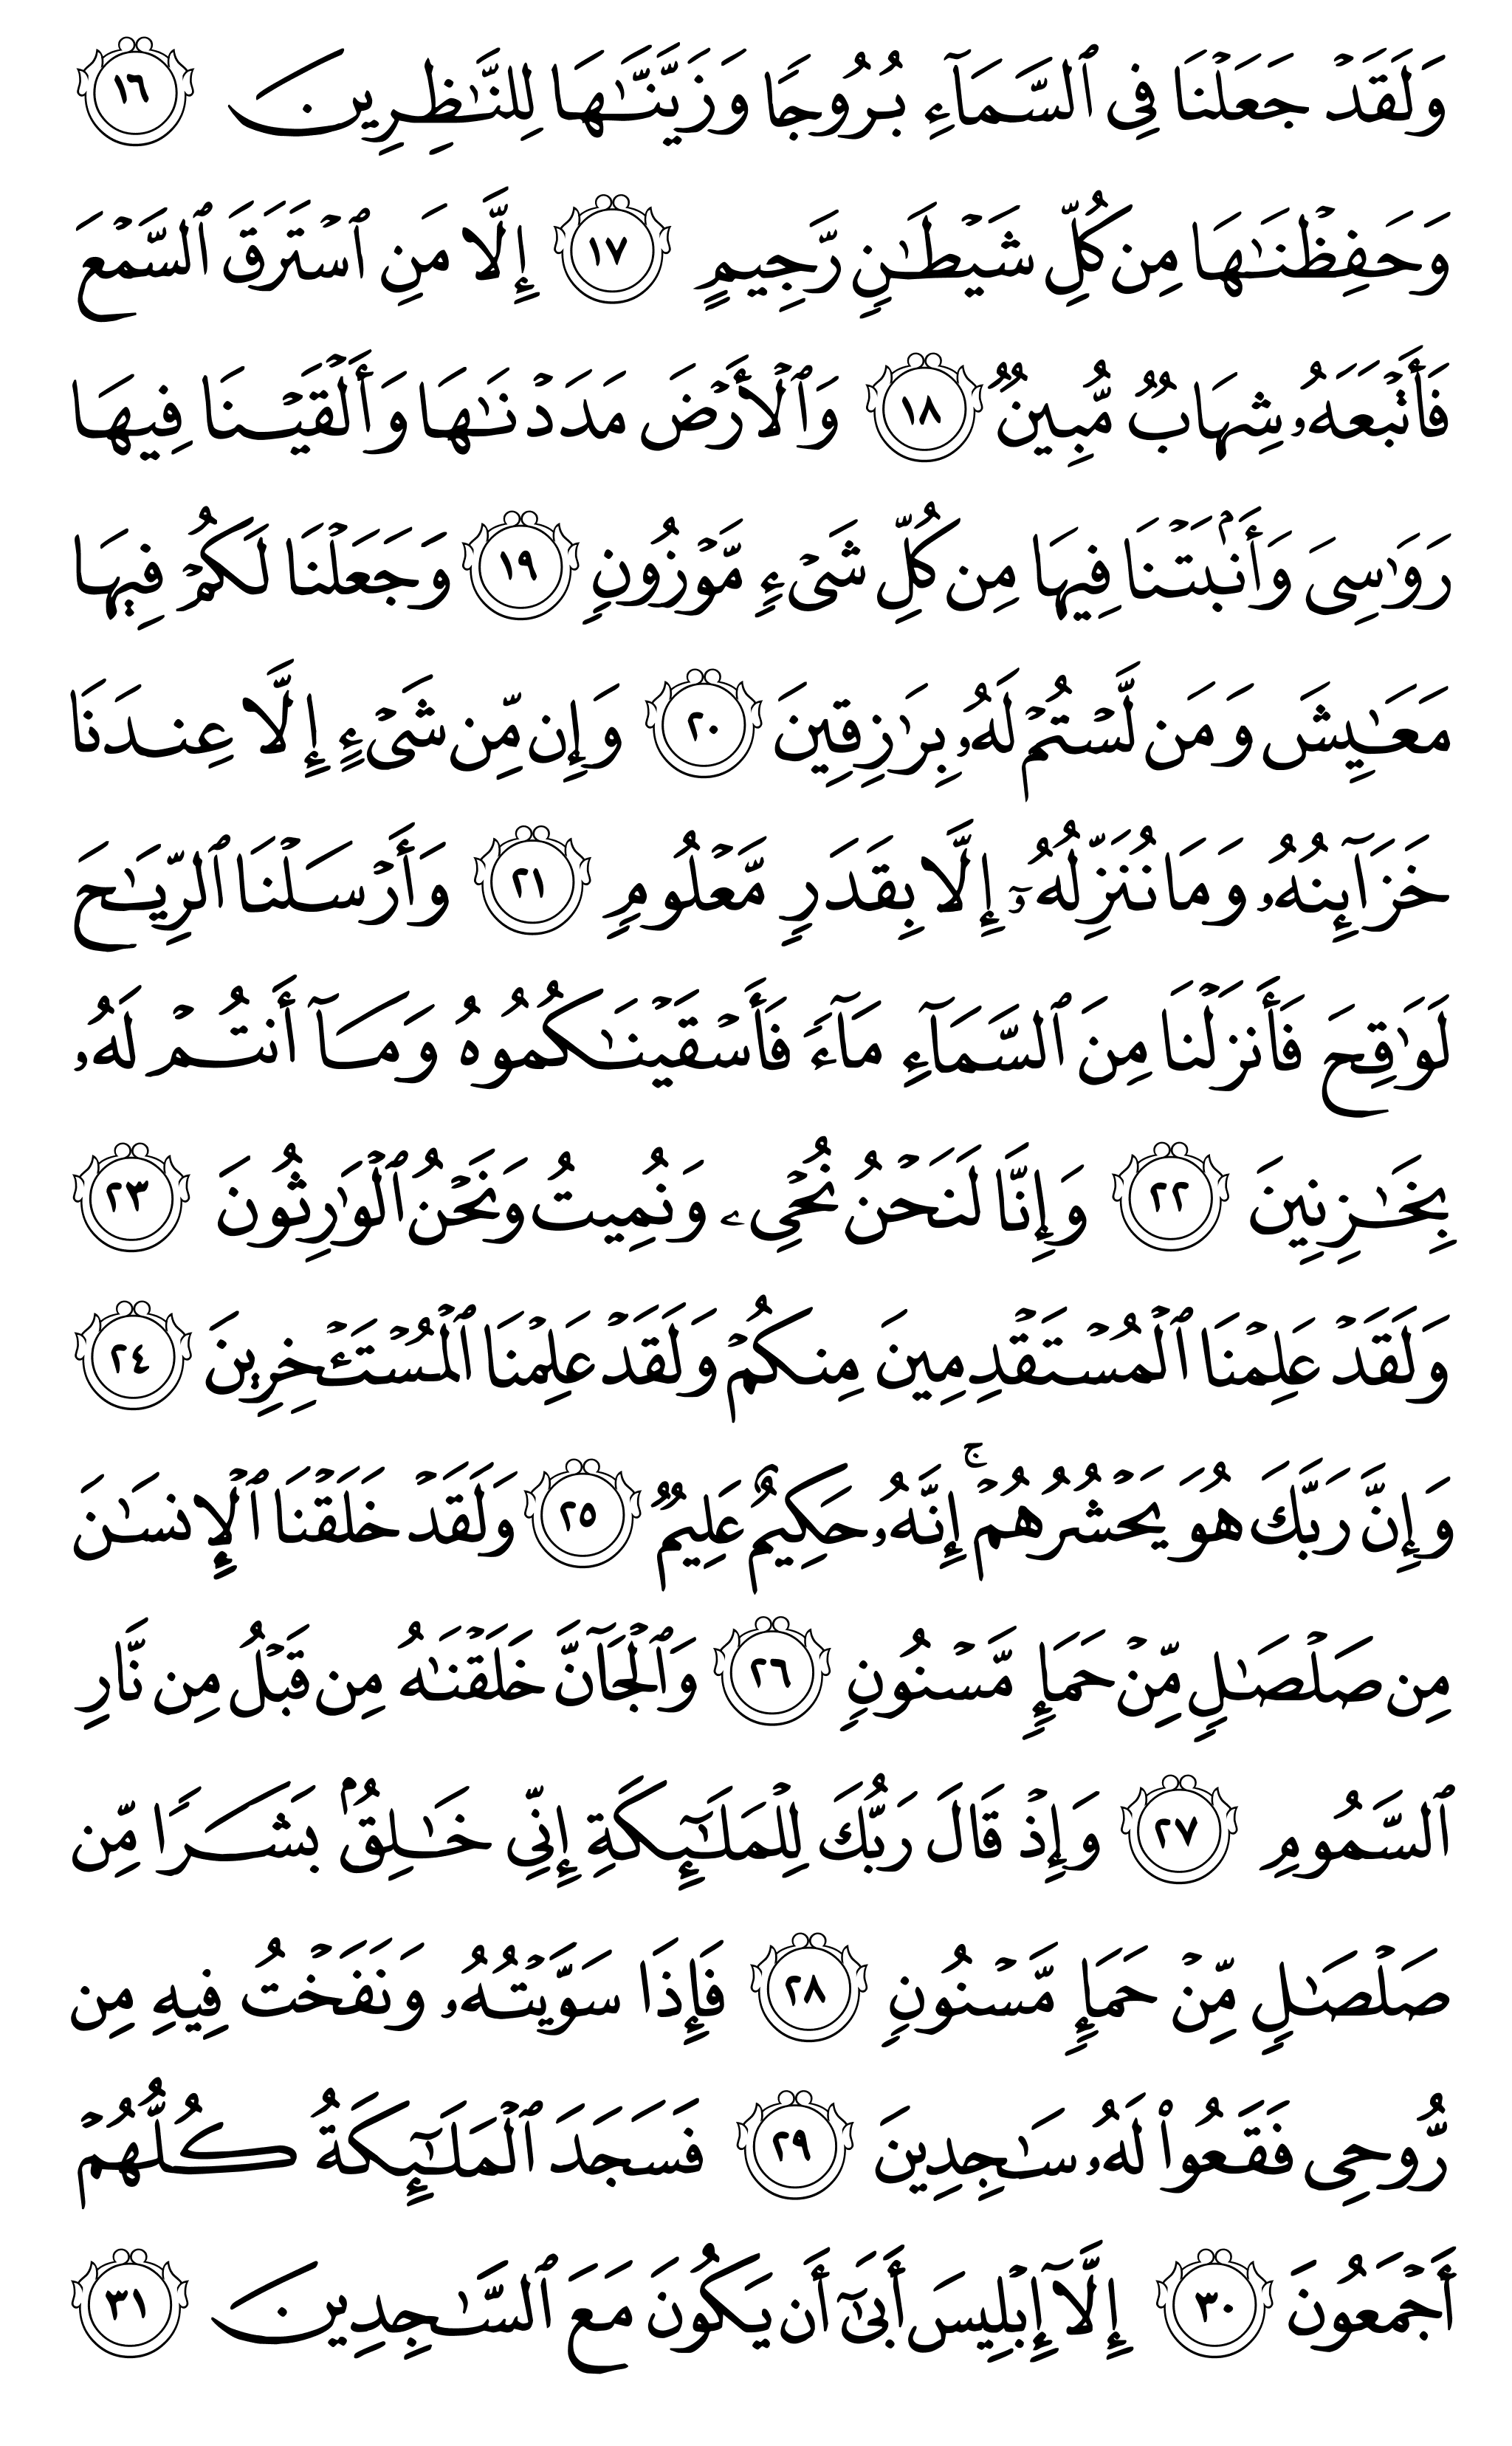 وَلَقَدۡ جَعَلۡنَا فِي ٱلسَّمَآءِ بُرُوجٗا وَزَيَّنَّٰهَا لِلنَّٰظِرِينَ ١٦
وَحَفِظۡنَٰهَا مِن كُلِّ شَيۡطَٰنٖ رَّجِيمٍ ١٧ إِلَّا مَنِ ٱسۡتَرَقَ ٱلسَّمۡعَ
فَأَتۡبَعَهُۥ شِهَابٞ مُّبِينٞ ١٨ وَٱلۡأَرۡضَ مَدَدۡنَٰهَا وَأَلۡقَيۡنَا فِيهَا
رَوَٰسِيَ وَأَنۢبَتۡنَا فِيهَا مِن كُلِّ شَيۡءٖ مَّوۡزُونٖ ١٩ وَجَعَلۡنَا لَكُمۡ فِيهَا
مَعَٰيِشَ وَمَن لَّسۡتُمۡ لَهُۥ بِرَٰزِقِينَ ٢٠ وَإِن مِّن شَيۡءٍ إِلَّا عِندَنَا
خَزَآئِنُهُۥ وَمَا نُنَزِّلُهُۥٓ إِلَّا بِقَدَرٖ مَّعۡلُومٖ ٢١ وَأَرۡسَلۡنَا ٱلرِّيَٰحَ
لَوَٰقِحَ فَأَنزَلۡنَا مِنَ ٱلسَّمَآءِ مَآءٗ فَأَسۡقَيۡنَٰكُمُوهُ وَمَآ أَنتُمۡ لَهُۥ
بِخَٰزِنِينَ ٢٢ وَإِنَّا لَنَحۡنُ نُحۡيِۦ وَنُمِيتُ وَنَحۡنُ ٱلۡوَٰرِثُونَ ٢٣
وَلَقَدۡ عَلِمۡنَا ٱلۡمُسۡتَقۡدِمِينَ مِنكُمۡ وَلَقَدۡ عَلِمۡنَا ٱلۡمُسۡتَـٔۡخِرِينَ ٢٤
وَإِنَّ رَبَّكَ هُوَ يَحۡشُرُهُمۡۚ إِنَّهُۥ حَكِيمٌ عَلِيمٞ ٢٥ وَلَقَدۡ خَلَقۡنَا ٱلۡإِنسَٰنَ
مِن صَلۡصَٰلٖ مِّنۡ حَمَإٖ مَّسۡنُونٖ ٢٦ وَٱلۡجَآنَّ خَلَقۡنَٰهُ مِن قَبۡلُ مِن نَّارِ
ٱلسَّمُومِ ٢٧ وَإِذۡ قَالَ رَبُّكَ لِلۡمَلَٰٓئِكَةِ إِنِّي خَٰلِقُۢ بَشَرٗا مِّن
صَلۡصَٰلٖ مِّنۡ حَمَإٖ مَّسۡنُونٖ ٢٨ فَإِذَا سَوَّيۡتُهُۥ وَنَفَخۡتُ فِيهِ مِن
رُّوحِي فَقَعُواْ لَهُۥ سَٰجِدِينَ ٢٩ فَسَجَدَ ٱلۡمَلَٰٓئِكَةُ كُلُّهُمۡ
أَجۡمَعُونَ ٣٠ إِلَّآ إِبۡلِيسَ أَبَىٰٓ أَن يَكُونَ مَعَ ٱلسَّٰجِدِينَ ٣١